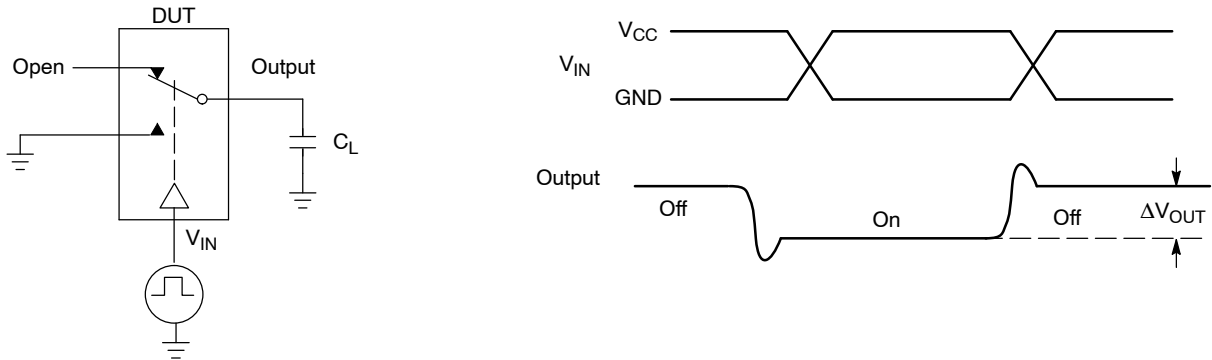 DUT
Open
Output
C_L
V_IN
V_CC
V_IN
GND
Output
Off
On
Off
ΔV_OUT